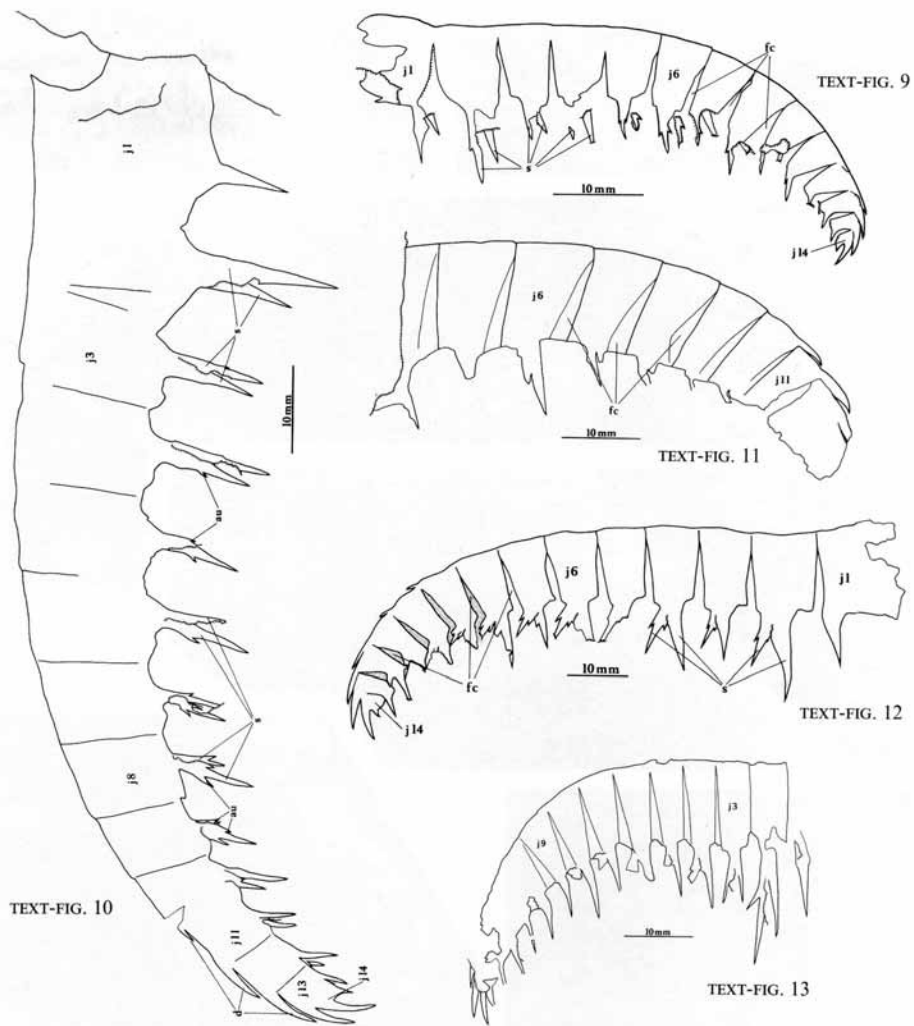 j1
s
j6
fc
TEXT-FIG. 9
10 mm
j14
j1
s
j3
10 mm
au
s
j8
au
j11
j13
j14
d
TEXT-FIG. 10
j6
fc
j11
10 mm
TEXT-FIG. 11
j6
j1
fc
s
10 mm
j14
TEXT-FIG. 12
j3
j9
10 mm
TEXT-FIG. 13